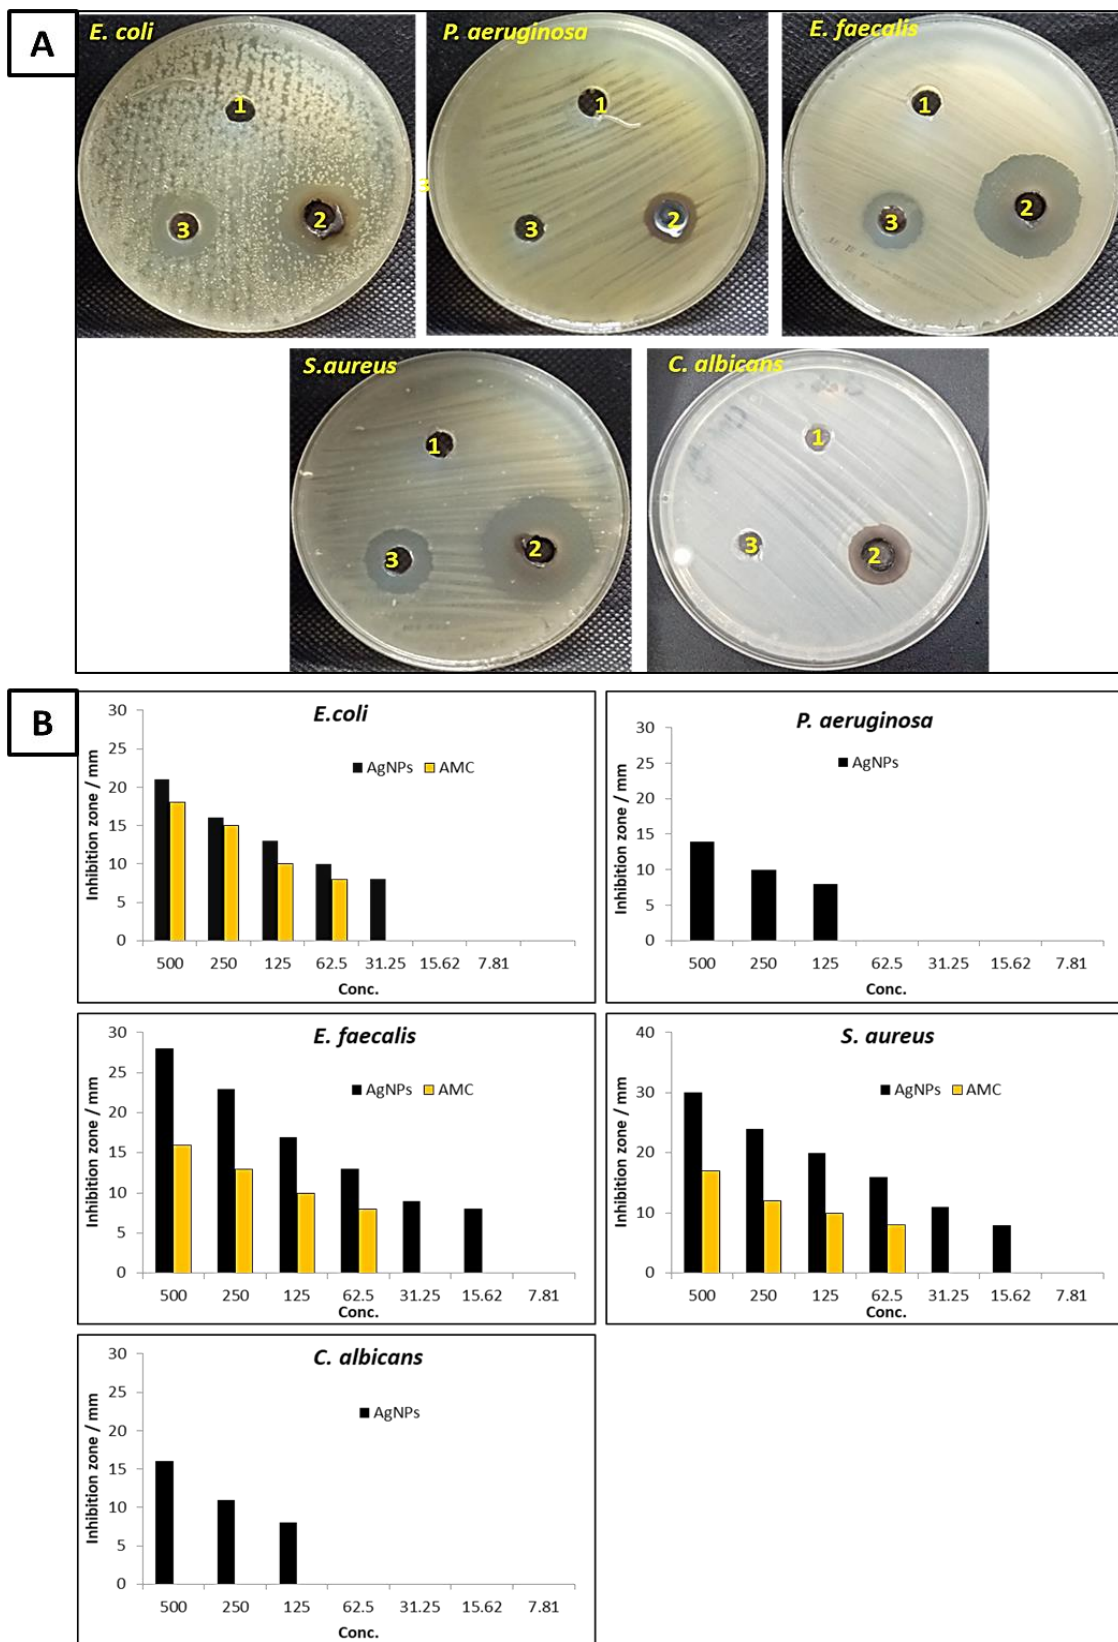 A
E. coli
1
3
2
P. aeruginosa
1
3
3
2
E. faecalis
1
3
2
S.aureus
1
3
2
C. albicans
1
3
2
B
E.coli
AgNPs AMC
Inhibition zone / mm
30
25
20
15
10
5
0
500 250 125 62.5 31.25 15.62 7.81
Conc.
P. aeruginosa
AgNPs
Inhibition zone / mm
30
25
20
15
10
5
0
500 250 125 62.5 31.25 15.62 7.81
Conc.
E. faecalis
AgNPs AMC
Inhibition zone / mm
30
25
20
15
10
5
0
500 250 125 62.5 31.25 15.62 7.81
Conc.
S. aureus
AgNPs AMC
Inhibition zone / mm
40
30
20
10
0
500 250 125 62.5 31.25 15.62 7.81
Conc.
C. albicans
AgNPs
Inhibition zone / mm
30
25
20
15
10
5
0
500 250 125 62.5 31.25 15.62 7.81
Conc.